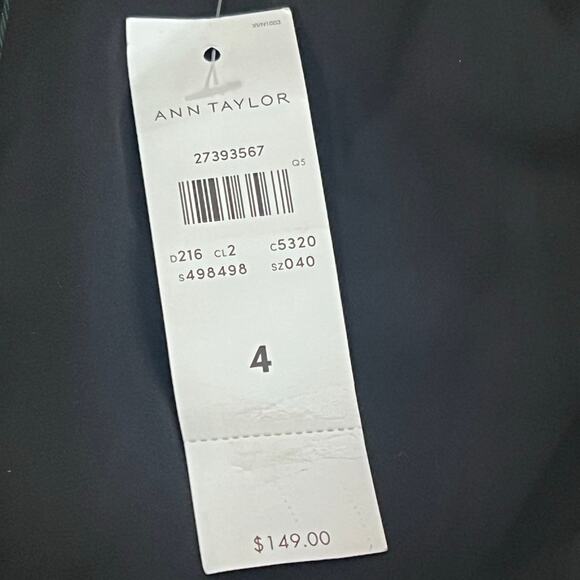 ANN TAYLOR
27393567
Q5
D216 CL2 C5320
S498498 SZ040
4
$149.00